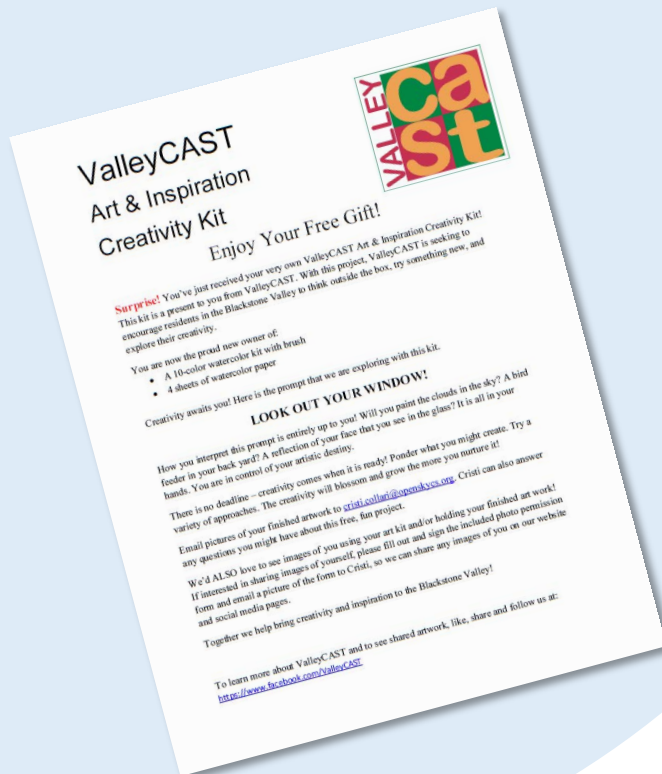 VALLEY
ca
st
ValleyCAST
Art & Inspiration
Creativity Kit
Enjoy Your Free Gift!
Surprise! You've just received your very own ValleyCAST Art & Inspiration Creativity Kit!
This kit is a present to you from ValleyCAST. With this project, ValleyCAST is seeking to
encourage residents in the Blackstone Valley to think outside the box, try something new, and
explore their creativity.
You are now the proud new owner of:
• A 10-color watercolor kit with brush
• 4 sheets of watercolor paper
Creativity awaits you! Here is the prompt that we are exploring with this kit.
LOOK OUT YOUR WINDOW!
How you interpret this prompt is entirely up to you! Will you paint the clouds in the sky? A bird
feeder in your back yard? A reflection of your face that you see in the glass? It is all in your
hands. You are in control of your artistic destiny.
There is no deadline – creativity comes when it is ready! Ponder what you might create. Try a
variety of approaches. The creativity will blossom and grow the more you nurture it!
Email pictures of your finished artwork to cristi.collari@openskycs.org. Cristi can also answer
any questions you might have about this free, fun project.
We'd ALSO love to see images of you using your art kit and/or holding your finished art work!
If interested in sharing images of yourself, please fill out and sign the included photo permission
form and email a picture of the form to Cristi, so we can share any images of you on our website
and social media pages.
Together we help bring creativity and inspiration to the Blackstone Valley!
To learn more about ValleyCAST and to see shared artwork, like, share and follow us at:
https://www.facebook.com/ValleyCAST